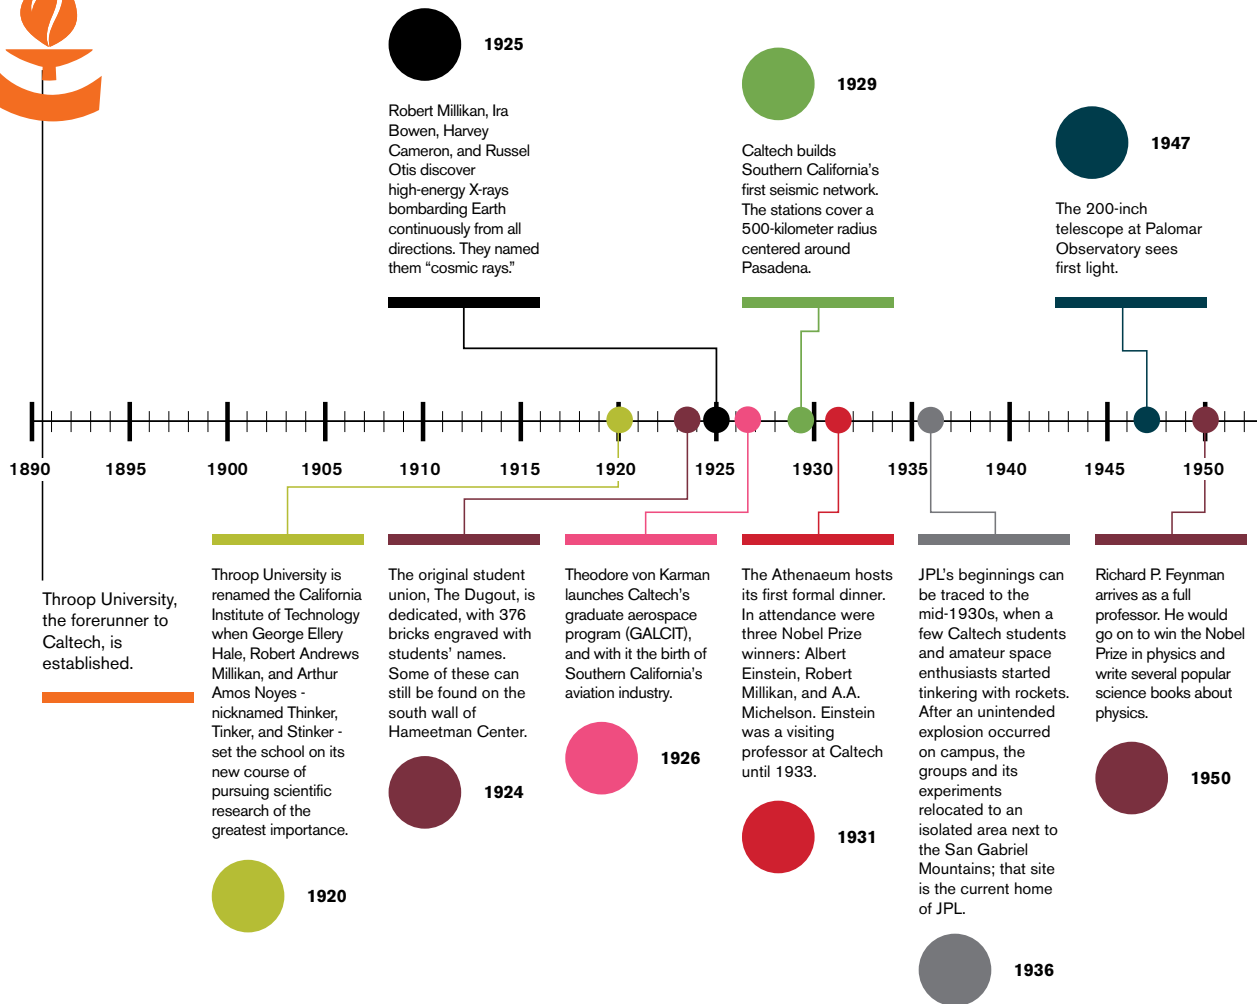 1925
Robert Millikan, Ira
Bowen, Harvey
Cameron, and Russel
Otis discover
high-energy X-rays
bombarding Earth
continuously from all
directions. They named
them “cosmic rays.”
1929
Caltech builds
Southern California’s
first seismic network.
The stations cover a
500-kilometer radius
centered around
Pasadena.
1947
The 200-inch
telescope at Palomar
Observatory sees
first light.
1890 1895 1900 1905 1910 1915 1920 1925 1930 1935 1940 1945 1950
Throop University,
the forerunner to
Caltech, is
established.
Throop University is
renamed the California
Institute of Technology
when George Ellery
Hale, Robert Andrews
Millikan, and Arthur
Amos Noyes -
nicknamed Thinker,
Tinker, and Stinker -
set the school on its
new course of
pursuing scientific
research of the
greatest importance.
1920
The original student
union, The Dugout, is
dedicated, with 376
bricks engraved with
students’ names.
Some of these can
still be found on the
south wall of
Hameetman Center.
1924
Theodore von Karman
launches Caltech’s
graduate aerospace
program (GALCIT),
and with it the birth of
Southern California’s
aviation industry.
1926
The Athenaeum hosts
its first formal dinner.
In attendance were
three Nobel Prize
winners: Albert
Einstein, Robert
Millikan, and A.A.
Michelson. Einstein
was a visiting
professor at Caltech
until 1933.
1931
JPL’s beginnings can
be traced to the
mid-1930s, when a
few Caltech students
and amateur space
enthusiasts started
tinkering with rockets.
After an unintended
explosion occurred
on campus, the
groups and its
experiments
relocated to an
isolated area next to
the San Gabriel
Mountains; that site
is the current home
of JPL.
1936
Richard P. Feynman
arrives as a full
professor. He would
go on to win the Nobel
Prize in physics and
write several popular
science books about
physics.
1950